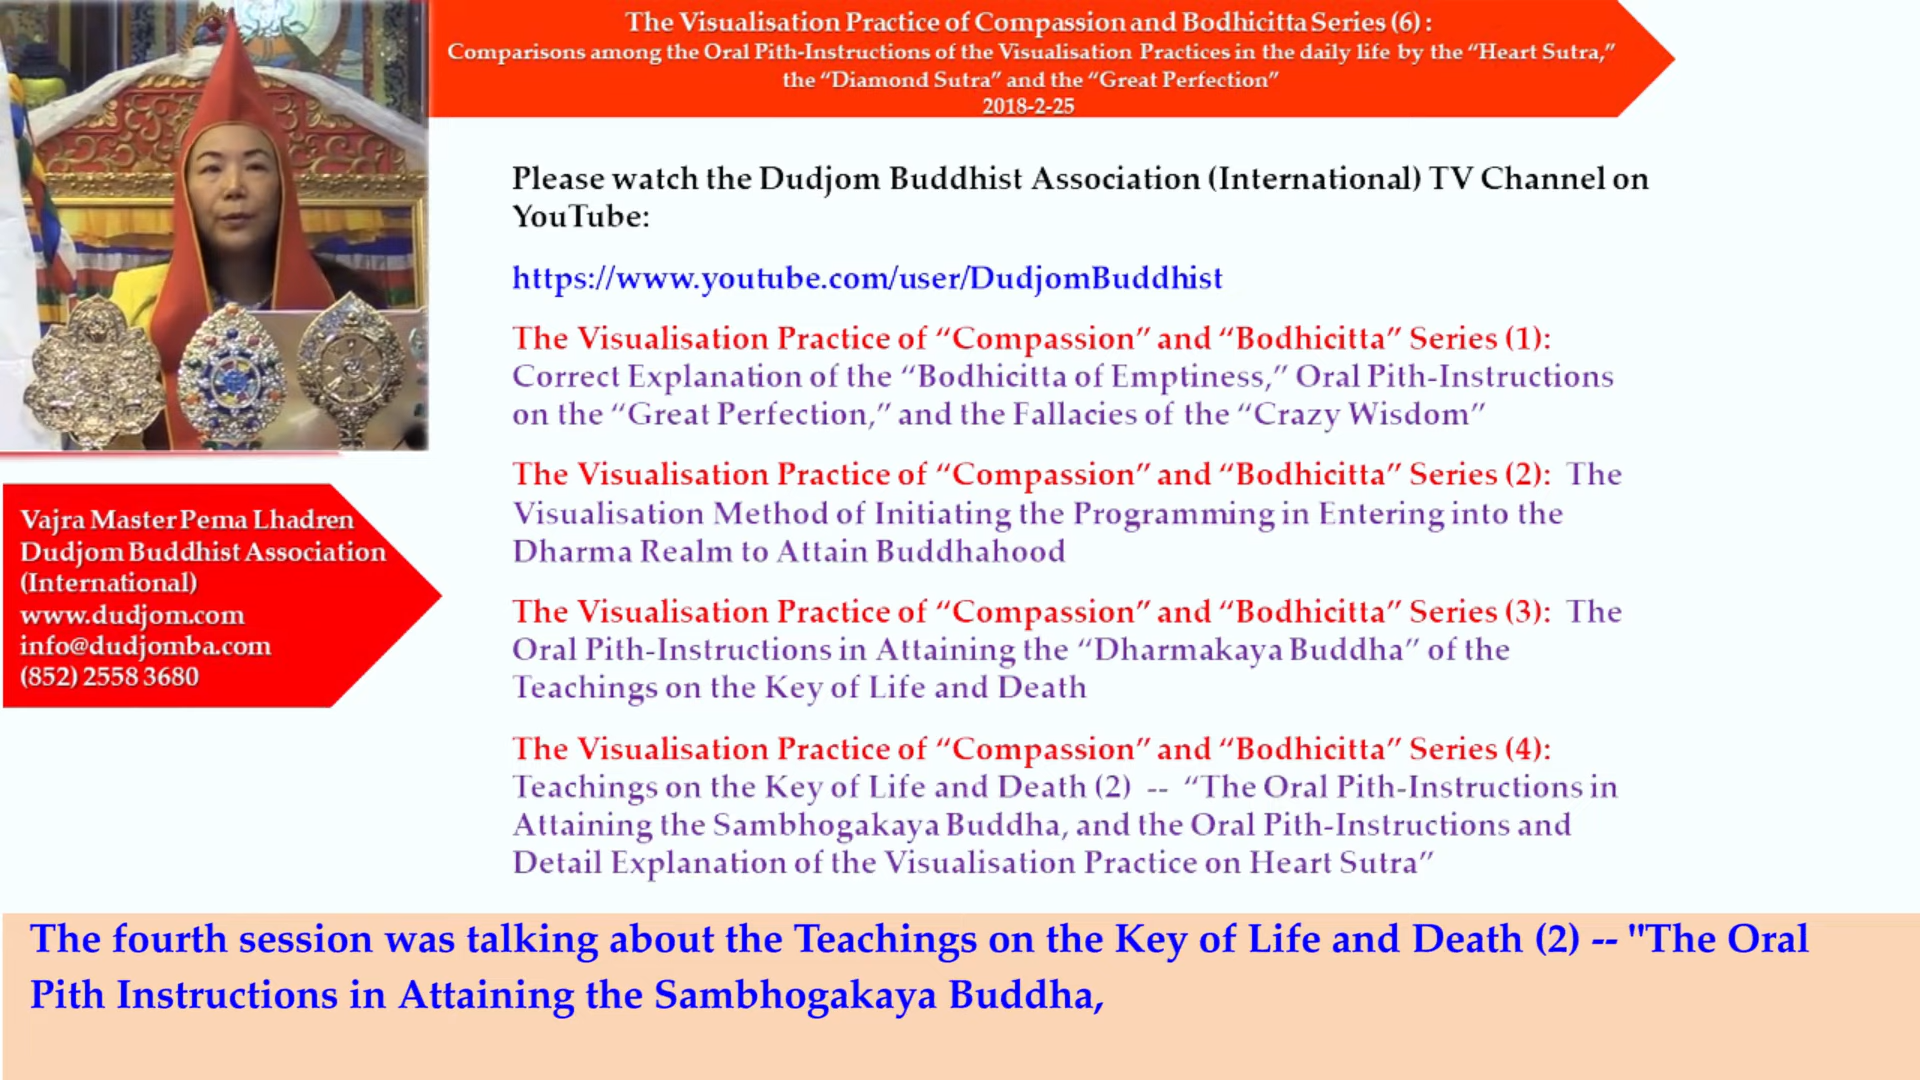 The Visualisation Practice of Compassion and Bodhicitta Series (6) :
Comparisons among the Oral Pith-Instructions of the Visualisation Practices in the daily life by the “Heart Sutra,”
the “Diamond Sutra” and the “Great Perfection”
2018-2-25
Please watch the Dudjom Buddhist Association (International) TV Channel on
YouTube:
https://www.youtube.com/user/DudjomBuddhist
The Visualisation Practice of “Compassion” and “Bodhicitta” Series (1):
Correct Explanation of the “Bodhicitta of Emptiness,” Oral Pith-Instructions
on the “Great Perfection,” and the Fallacies of the “Crazy Wisdom”
The Visualisation Practice of “Compassion” and “Bodhicitta” Series (2): The
Visualisation Method of Initiating the Programming in Entering into the
Dharma Realm to Attain Buddhahood
The Visualisation Practice of “Compassion” and “Bodhicitta” Series (3): The
Oral Pith-Instructions in Attaining the “Dharmakaya Buddha” of the
Teachings on the Key of Life and Death
The Visualisation Practice of “Compassion” and “Bodhicitta” Series (4):
Teachings on the Key of Life and Death (2) -- “The Oral Pith-Instructions in
Attaining the Sambhogakaya Buddha, and the Oral Pith-Instructions and
Detail Explanation of the Visualisation Practice on Heart Sutra”
Vajra Master Pema Lhadren
Dudjom Buddhist Association
(International)
www.dudjom.com
info@dudjomba.com
(852) 2558 3680
The fourth session was talking about the Teachings on the Key of Life and Death (2) -- "The Oral
Pith Instructions in Attaining the Sambhogakaya Buddha,